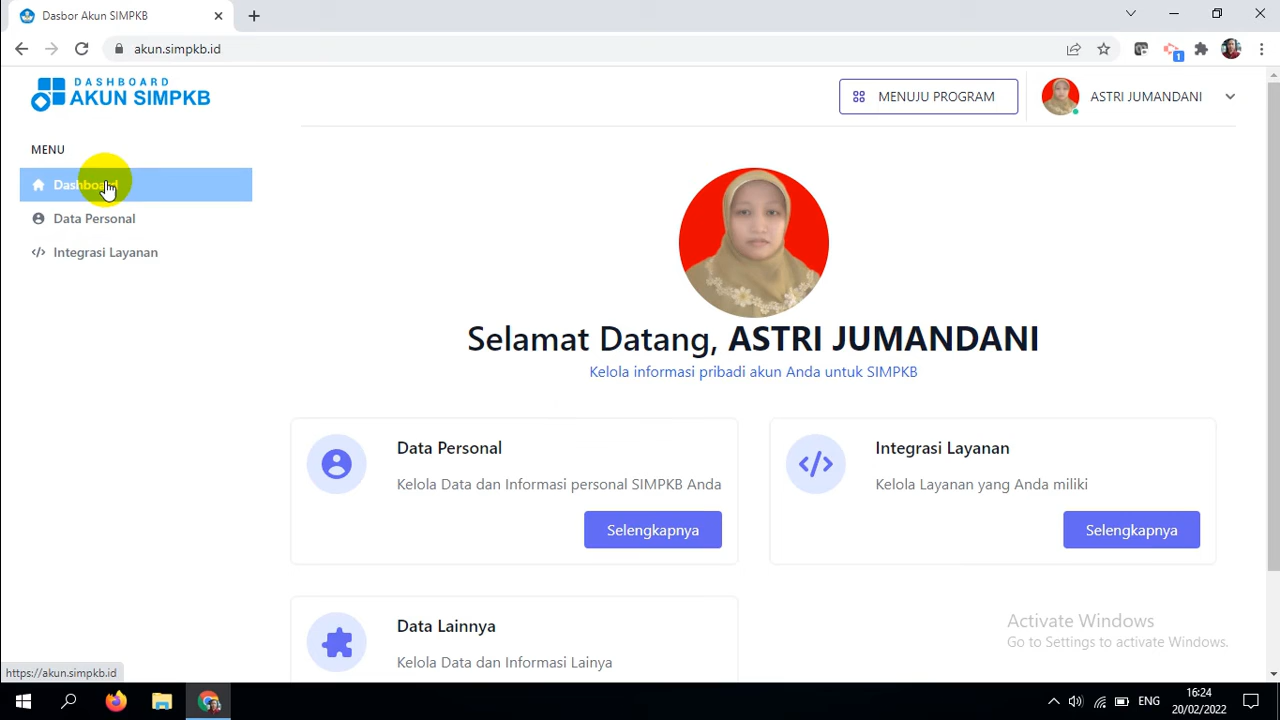 Dasbor Akun SIMPKB
akun.simpkb.id
1
DASHBOARD
AKUN SIMPKB
MENUJU PROGRAM
ASTRI JUMANDANI
MENU
Dashboard
Data Personal
Integrasi Layanan
Selamat Datang, ASTRI JUMANDANI
Kelola informasi pribadi akun Anda untuk SIMPKB
Data Personal
Kelola Data dan Informasi personal SIMPKB Anda
Selengkapnya
Integrasi Layanan
Kelola Layanan yang Anda miliki
Selengkapnya
Data Lainnya
Kelola Data dan Informasi Lainya
Activate Windows
Go to Settings to activate Windows.
https://akun.simpkb.id
ENG
16:24
20/02/2022